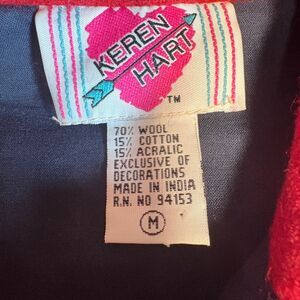 KEREN
HART
TM
70% WOOL
15% COTTON
15% ACRALIC
EXCLUSIVE OF
DECORATIONS
MADE IN INDIA
R.N. NO 94153
M